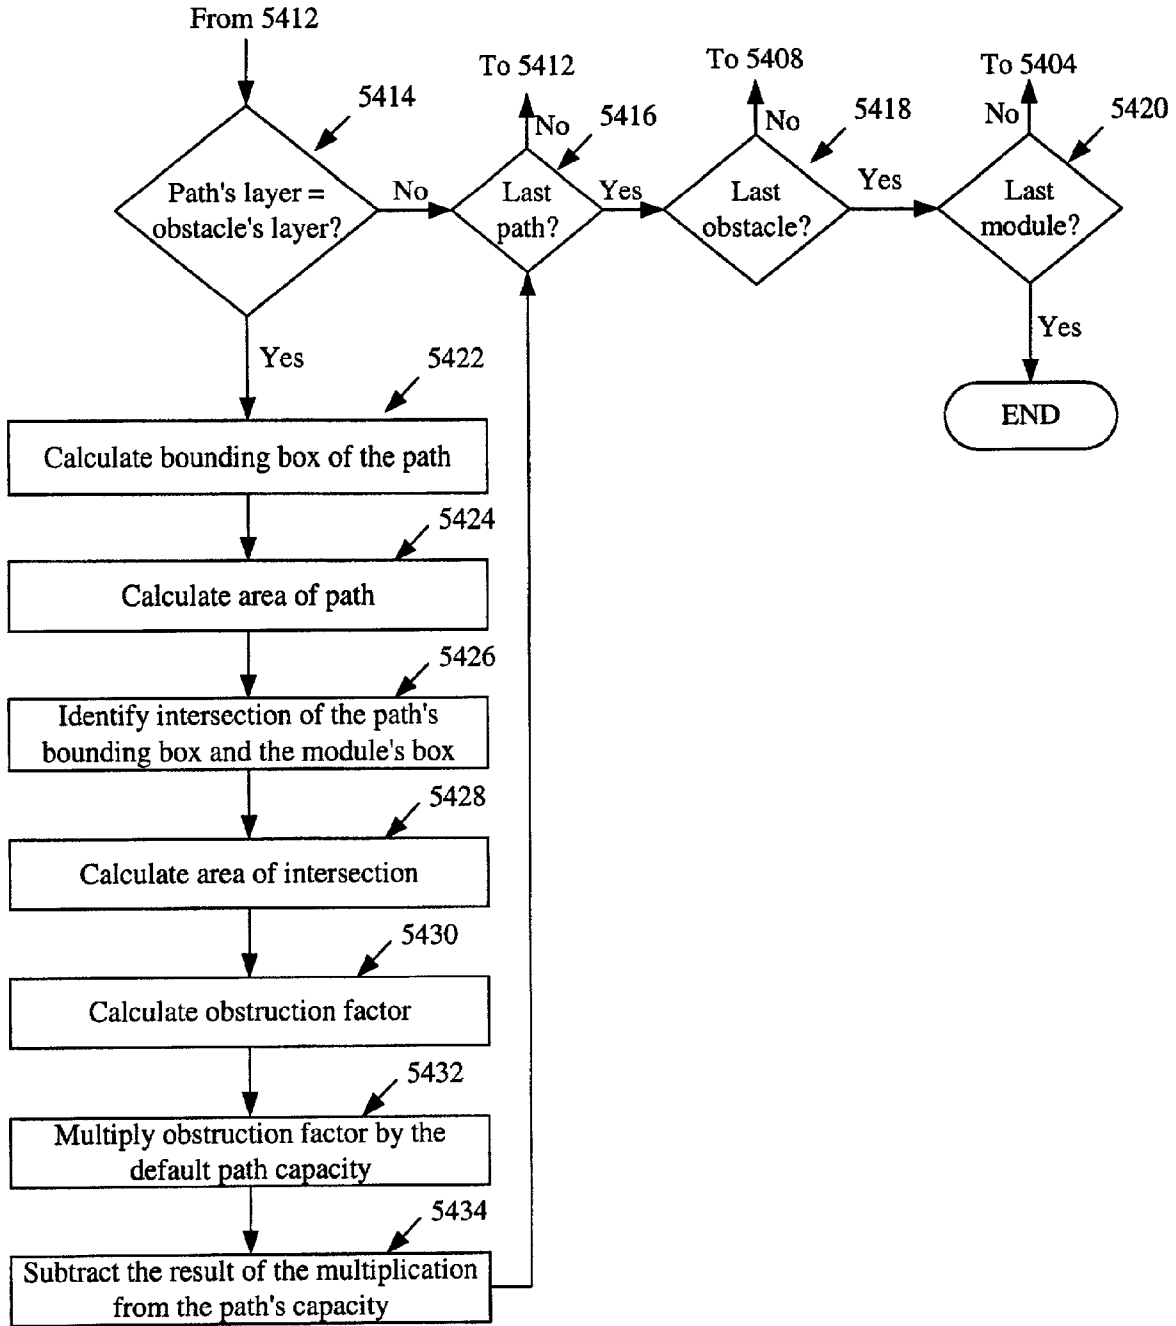 From 5412
To 5412
To 5408
To 5404
5414
5416
5418
5420
No
No
No
Path's layer =
obstacle's layer?
No
Last
path?
Yes
Last
obstacle?
Yes
Last
module?
Yes
Yes
END
5422
Calculate bounding box of the path
5424
Calculate area of path
5426
Identify intersection of the path's
bounding box and the module's box
5428
Calculate area of intersection
5430
Calculate obstruction factor
5432
Multiply obstruction factor by the
default path capacity
5434
Subtract the result of the multiplication
from the path's capacity